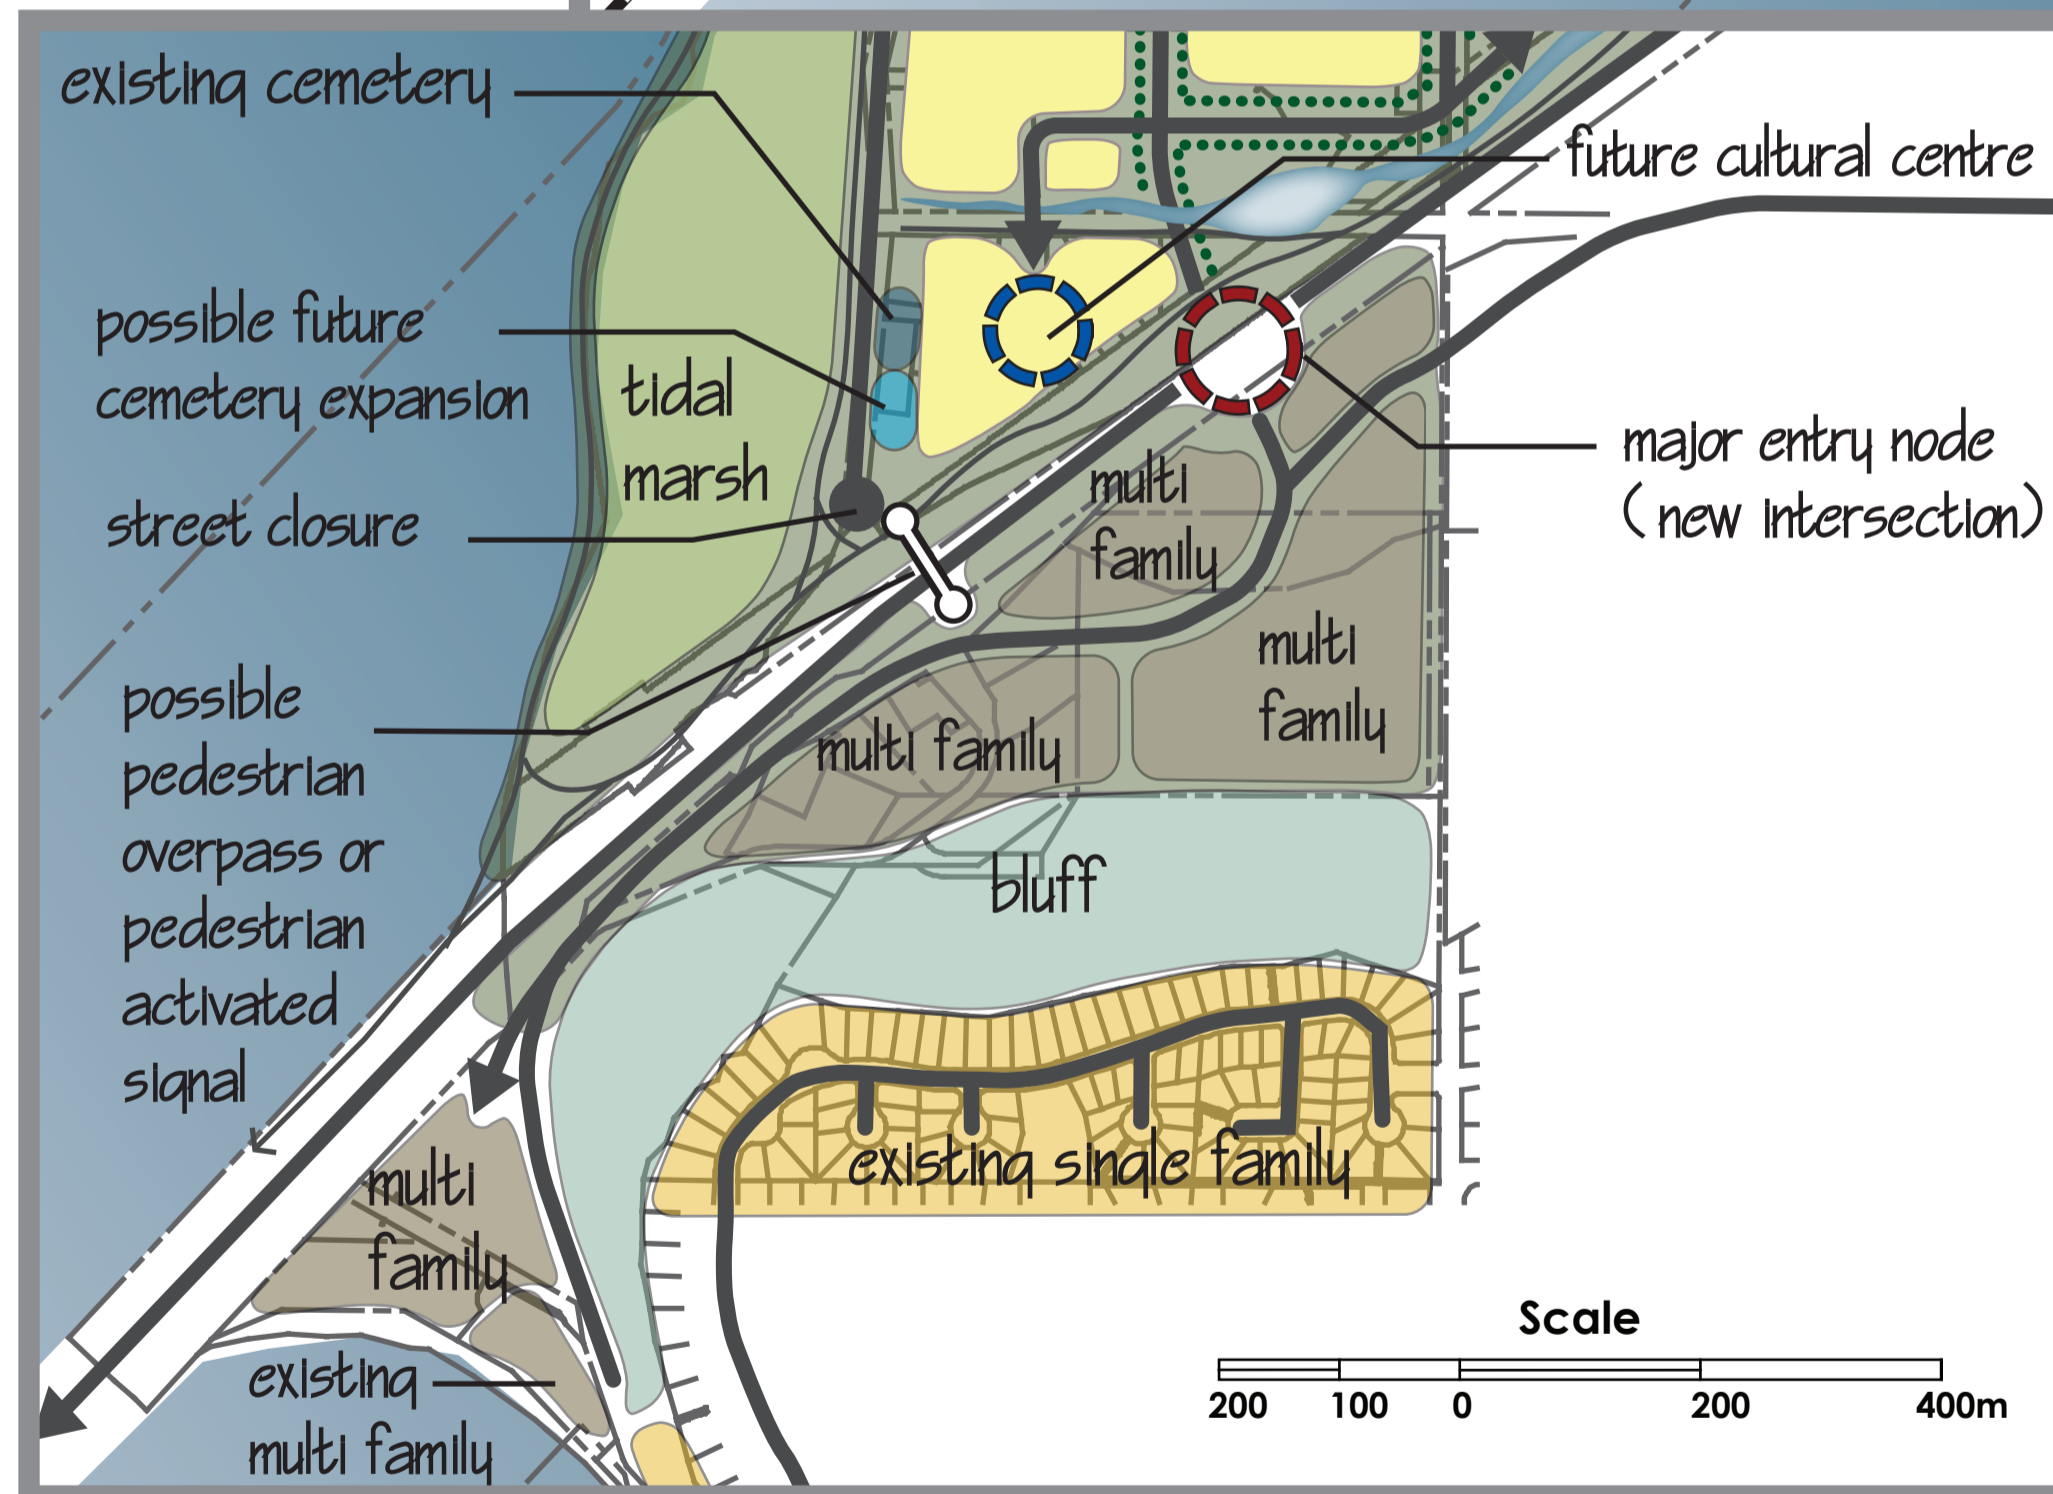 existing cemetery
future cultural centre
possible future
cemetery expansion
tidal
marsh
street closure
major entry node
(new intersection)
multi
family
multi
family
possible
pedestrian
overpass or
pedestrian
activated
signal
multi family
bluff
existing single family
multi
family
existing
multi family
Scale
200 100 0 200 400m